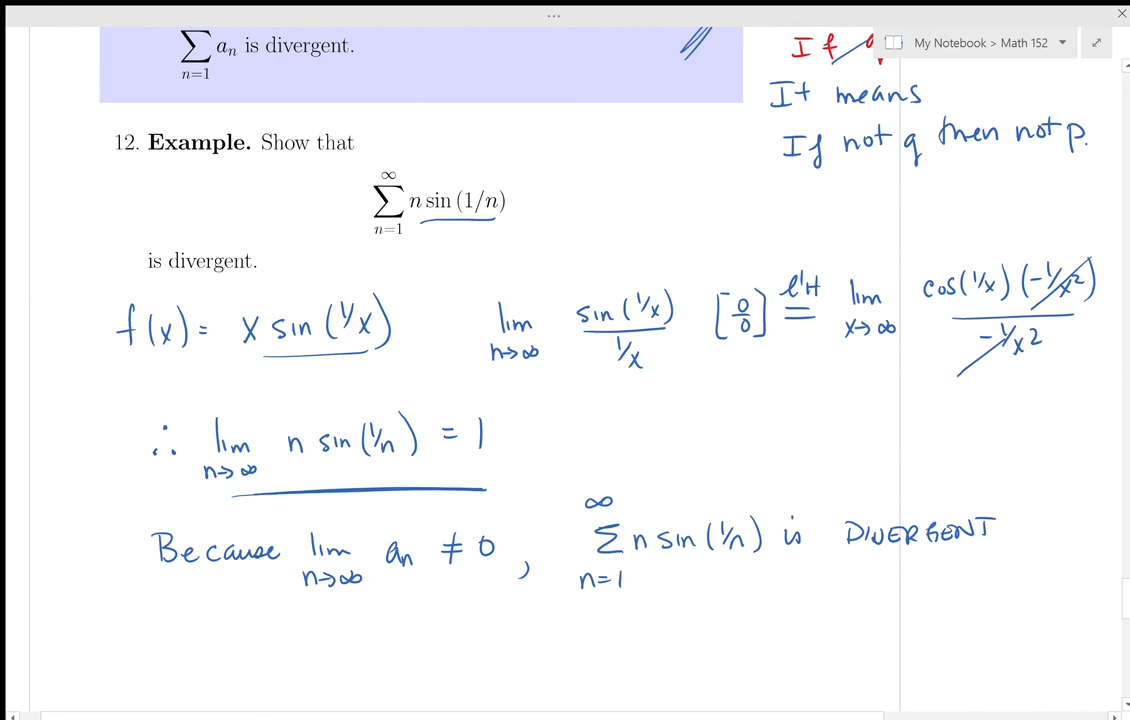 ∑ aₙ is divergent.
n=1
If
My Notebook > Math 152
It means
If not q then not p.
12. Example. Show that
∞
∑ n sin (1/n)
n=1
is divergent.
f(x) = x sin (1/x) lim n→∞ sin (1/x) / 1/x [0/0] l'H = lim x→∞ cos(1/x) (-1/x²) / -1/x²
∴ lim n→∞ n sin (1/n) = 1
Because lim n→∞ aₙ ≠ 0, ∞ ∑ n=1 n sin (1/n) is DIVERGENT